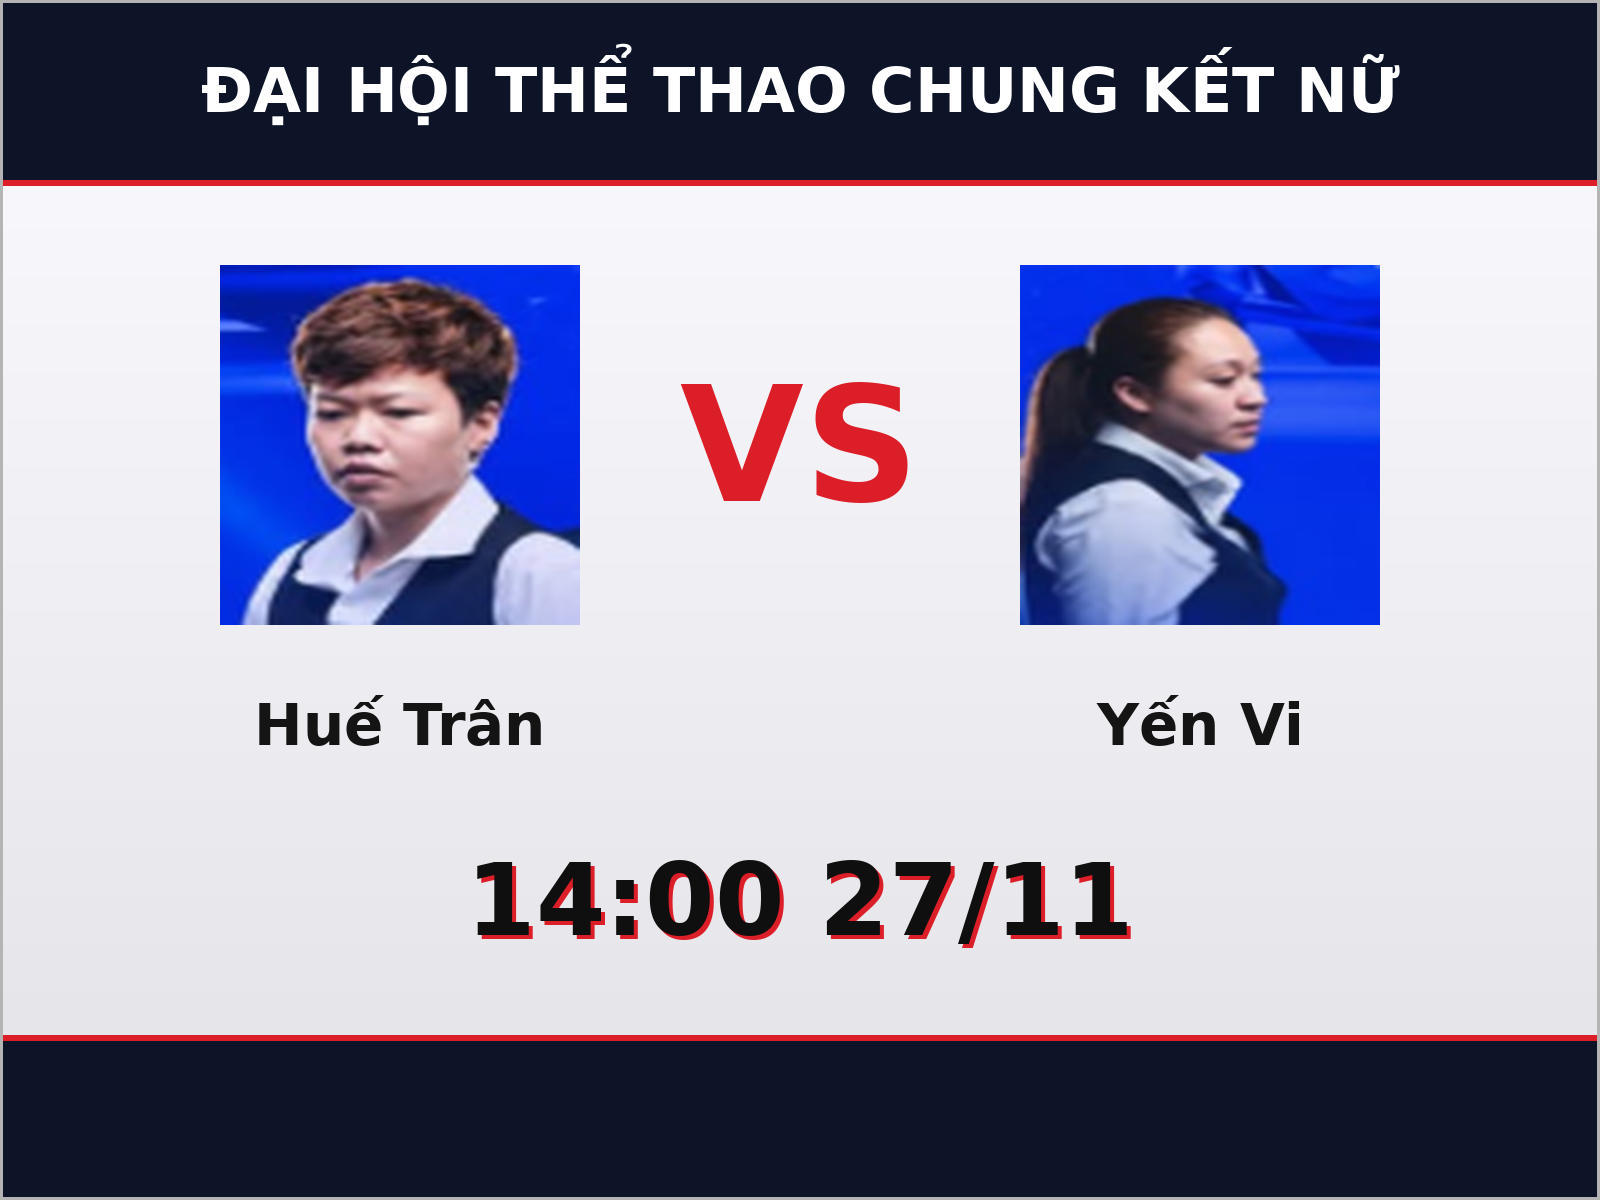 ĐẠI HỘI THỂ THAO CHUNG KẾT NỮ
VS
Huế Trân
Yến Vi
14:00 27/11